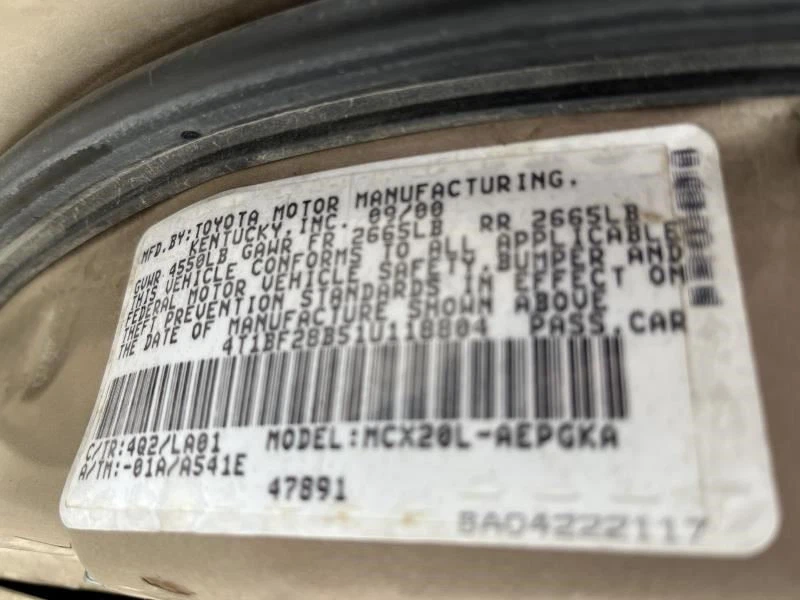 MFD.BY:TOYOTA MOTOR MANUFACTURING.
KENTUCKY,INC. 09/00
GVWR 4550LB GAWR FR 2665LB RR 2665LB
THIS VEHICLE CONFORMS TO ALL APPLICABLE
FEDERAL MOTOR VEHICLE SAFETY,BUMPER,AND
THEFT PREVENTION STANDARDS IN EFFECT ON
THE DATE OF MANUFACTURE SHOWN ABOVE.
4T1BF28B51U118804 PASS.CAR
C/TR:4Q2/LA01 MODEL:MCX20L-AEPGKA
A/TM:-01A/A541E
47891
BA04222117